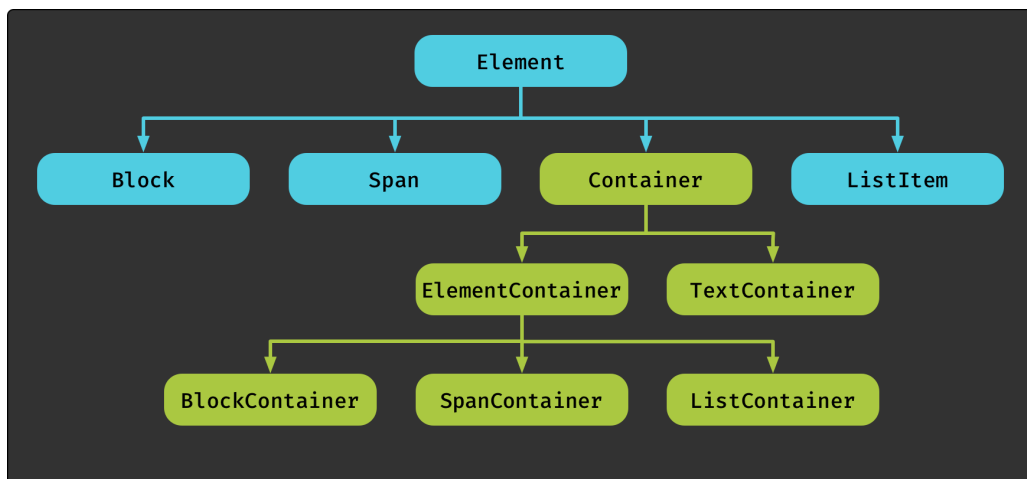 Element
Block
Span
Container
ListItem
ElementContainer
TextContainer
BlockContainer
SpanContainer
ListContainer